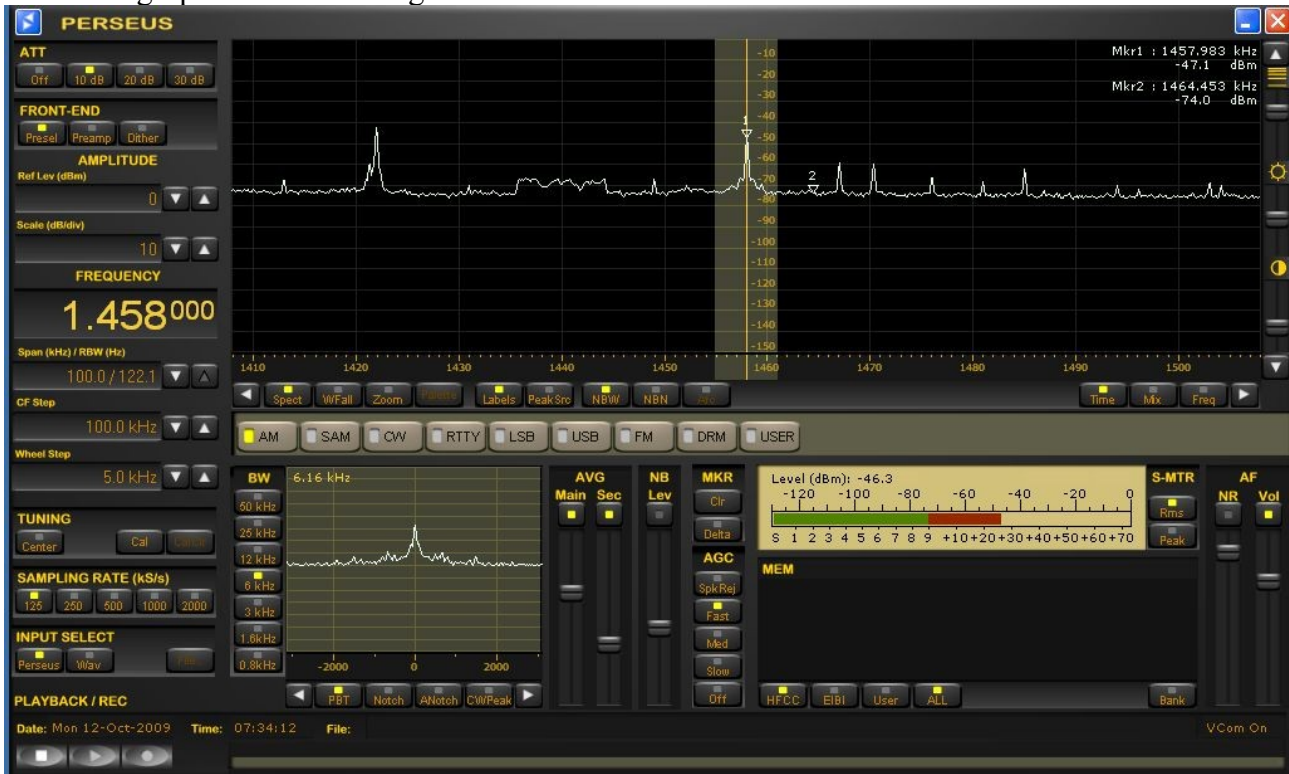 PERSEUS
ATT
Off 10 dB 20 dB 30 dB
FRONT-END
Presel Preamp Dither
AMPLITUDE
Ref Lev (dBm)
0
Scale (dB/div)
10
FREQUENCY
1.458000
Span (kHz) / RBW (Hz)
100.0 / 122.1
CF Step
100.0 kHz
Wheel Step
5.0 kHz
TUNING
Center Cal
SAMPLING RATE (kS/s)
125 250 500 1000 2000
INPUT SELECT
Perseus Wav
PLAYBACK / REC
Mkr1 : 1457.983 kHz
-47.1 dBm
Mkr2 : 1464.453 kHz
-74.0 dBm
-10
-20
-30
-40
-50
-60
-70
-80
-90
-100
-110
-120
-130
-140
-150
1
2
1410 1420 1430 1440 1450 1460 1470 1480 1490 1500
Spect WFall Zoom Palette Labels PeakSrc NBW NBN Time Mix Freq
AM SAM CW RTTY LSB USB FM DRM USER
BW
50 kHz
25 kHz
12 kHz
6 kHz
3 kHz
1.6kHz
0.8kHz
6.16 kHz
-2000 0 2000
PBT Notch ANotch CWPeak
AVG
Main Sec
NB
Lev
MKR
Clr
Delta
AGC
SpkRej
Fast
Med
Slow
Off
Level (dBm): -46.3
-120 -100 -80 -60 -40 -20 0
S 1 2 3 4 5 6 7 8 9 +10+20+30+40+50+60+70
S-MTR
Rms
Peak
AF
NR Vol
MEM
HFCC EIBI User ALL Bank
Date: Mon 12-Oct-2009 Time: 07:34:12 File: VCom On